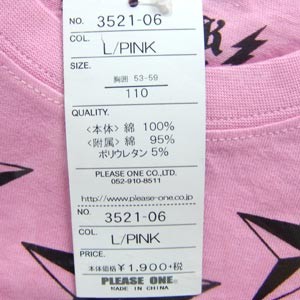 NO. 3521-06
COL. L/PINK
SIZE.
胸囲 53-59
110
QUALITY.
<本体> 綿 100%
<附属> 綿 95%
ポリウレタン 5%
PLEASE ONE CO.,LTD.
052-910-8511
http://www.please-one.co.jp
NO. 3521-06
COL. L/PINK
PRICE.
本体価格 ¥1,900+税
PLEASE ONE
MADE IN CHINA